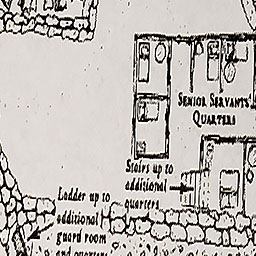 SENIOR SERVANTS'
QUARTERS
Stairs up to
additional
quarters
Ladder up to
additional
guard room
and quarters